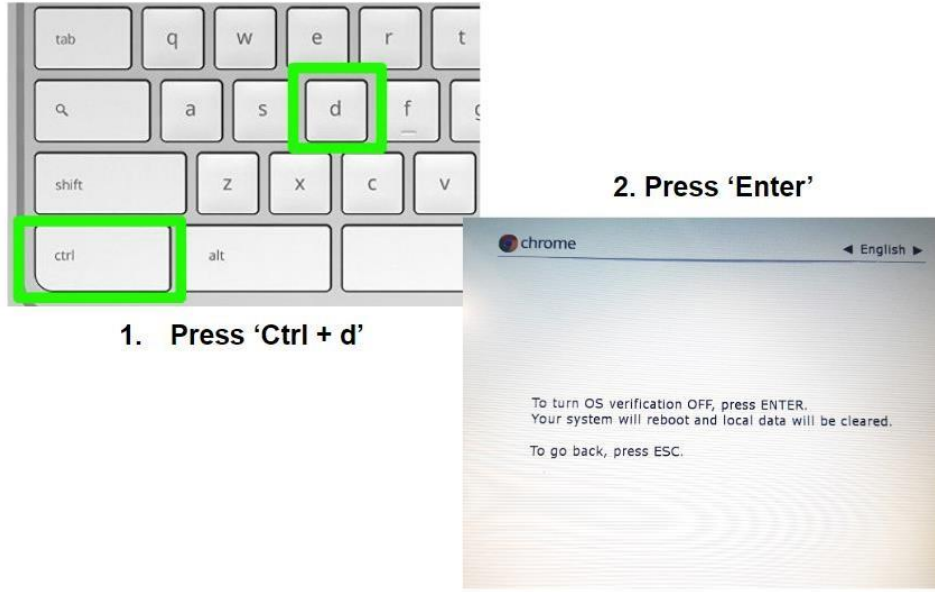 tab q w e r t
a s d f g
shift z x c v
ctrl alt
1. Press ‘Ctrl + d’
2. Press ‘Enter’
chrome
◄ English ►
To turn OS verification OFF, press ENTER.
Your system will reboot and local data will be cleared.
To go back, press ESC.